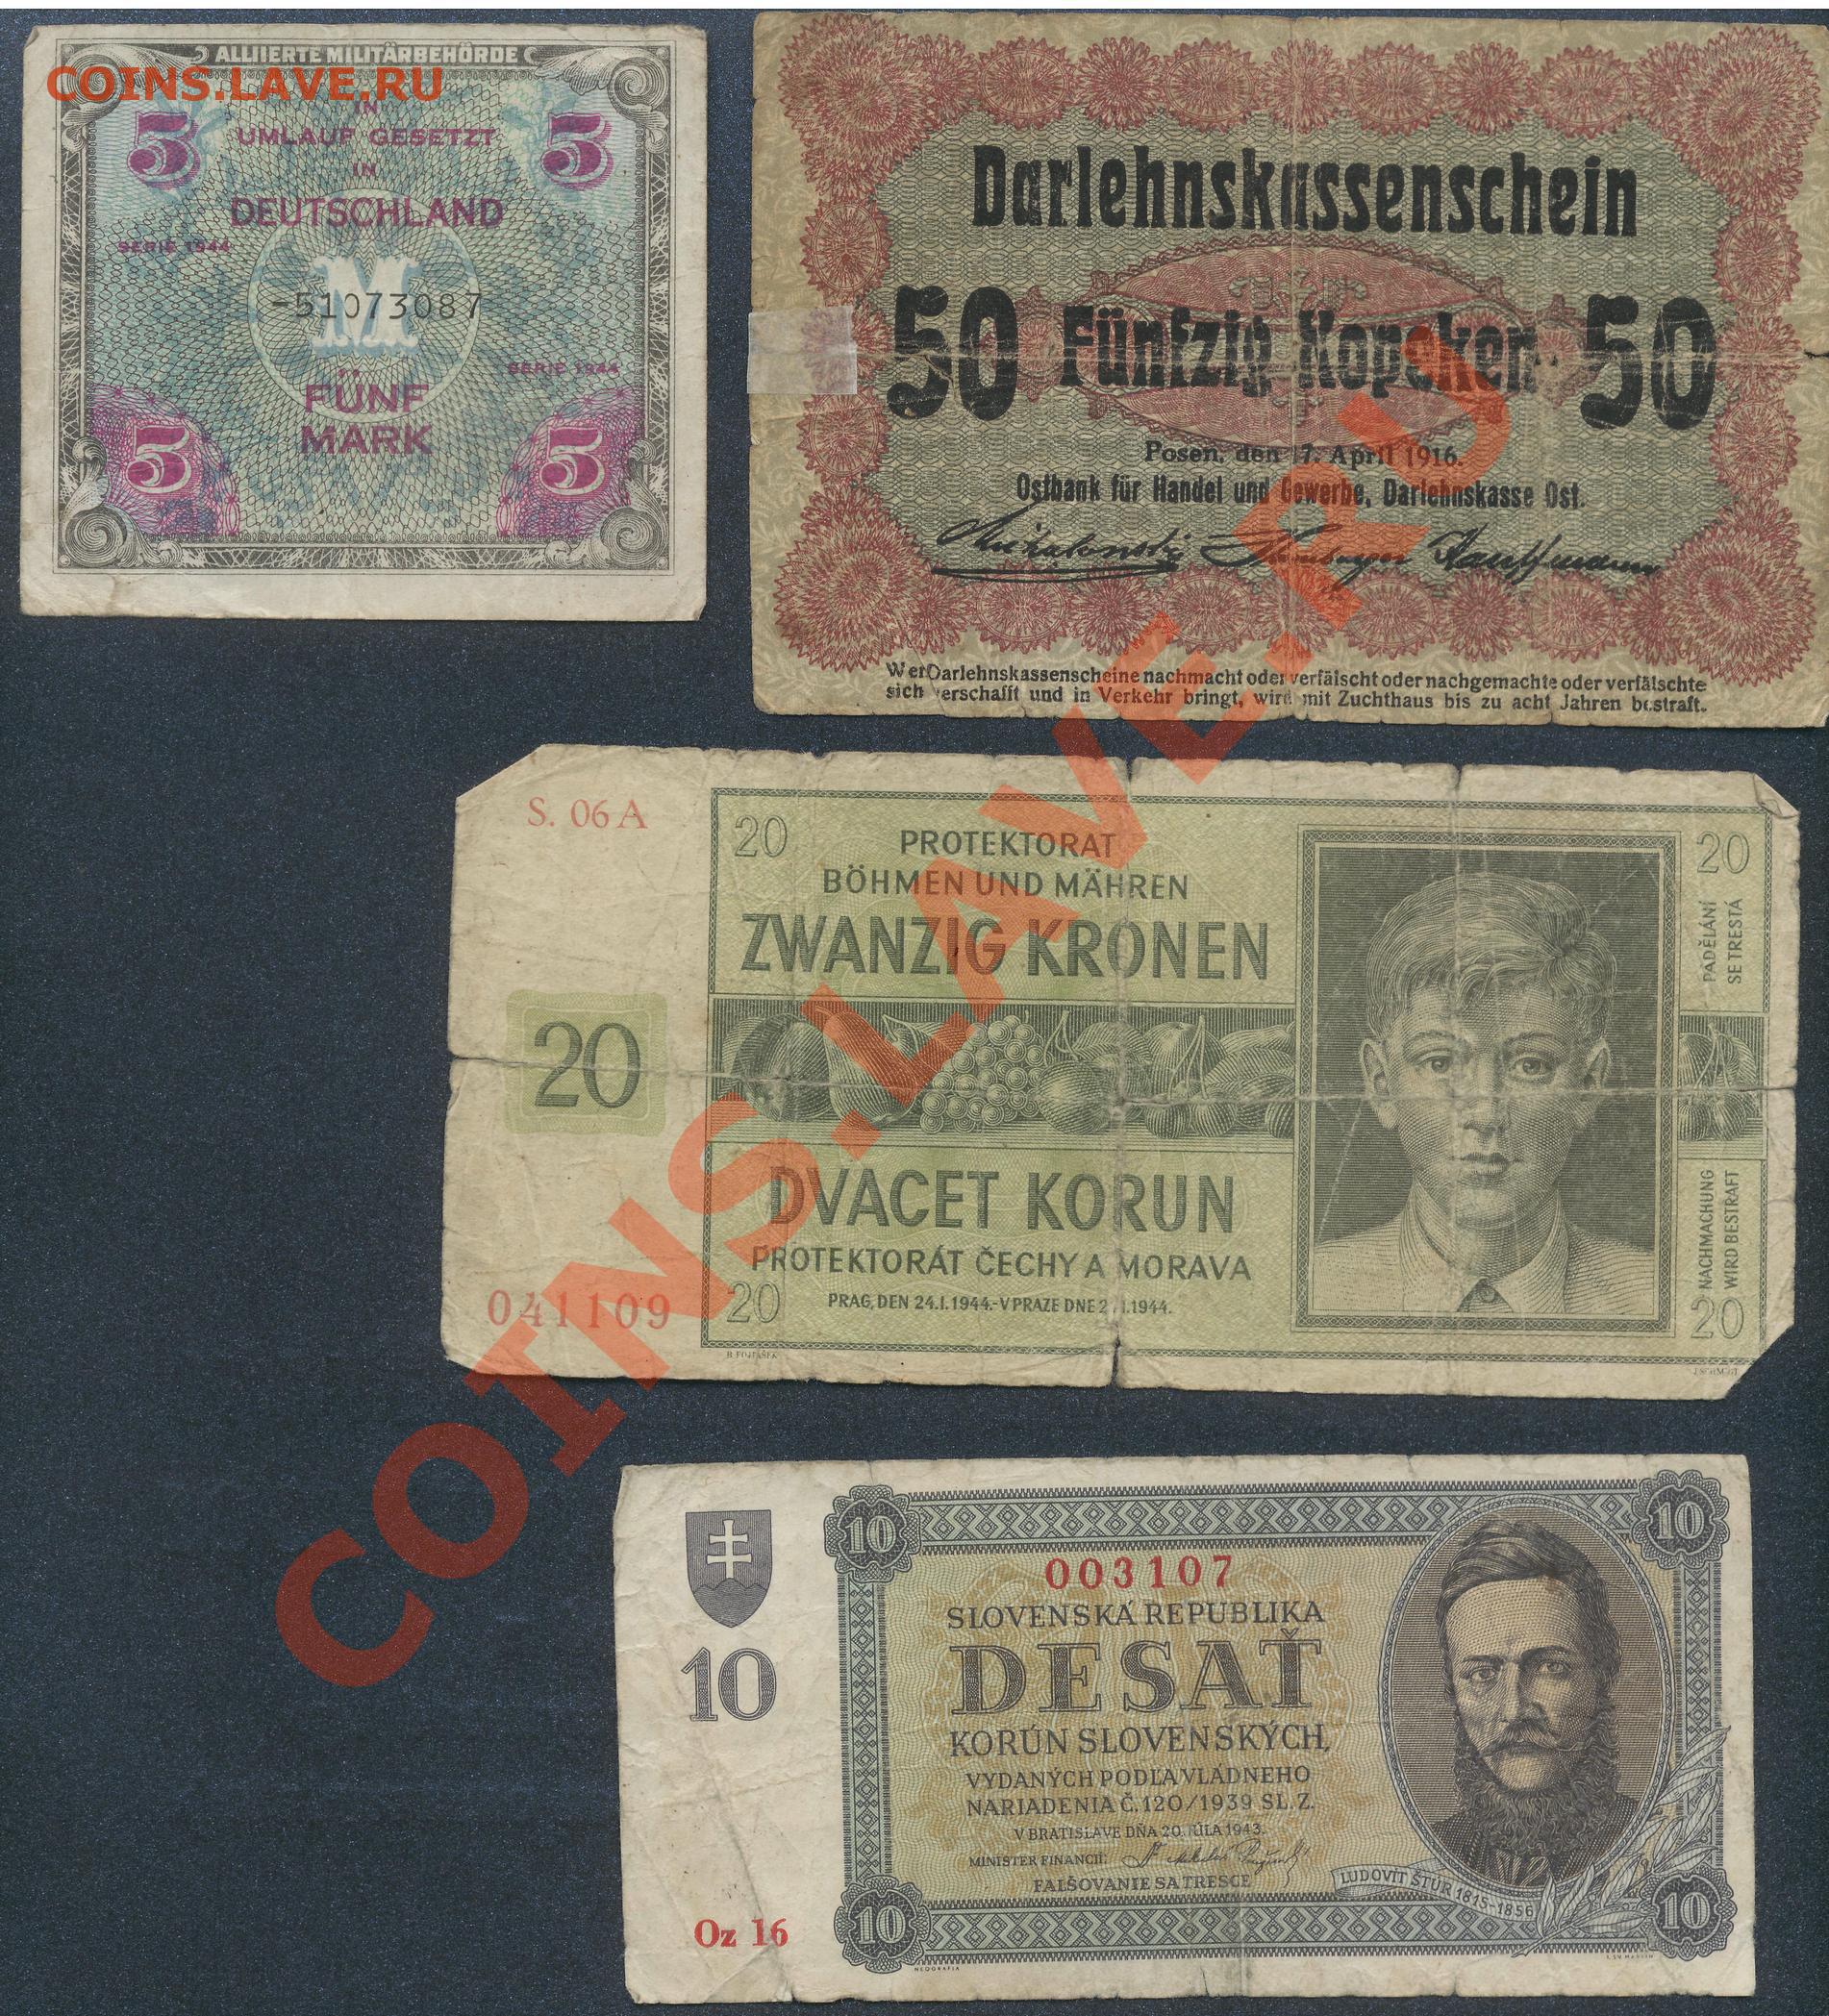 ALLIIERTE MILITÄRBEHÖRDE
COINS.LAVE.RU
IN
UMLAUF GESETZT
IN
DEUTSCHLAND
SERIE 1944
M
-51073087
SERIE 1944
FÜNF
MARK
5
5
5
5
Darlehnskassenschein
50 Fünfzig Kopeken 50
Posen, den 17. April 1916.
Ostbank für Handel und Gewerbe, Darlehnskasse Ost.
Wer Darlehnskassenscheine nachmacht oder verfälscht oder nachgemachte oder verfälschte
sich verschafft und in Verkehr bringt, wird mit Zuchthaus bis zu acht Jahren bestraft.
COINS.LAVE.RU
S. 06 A
20
PROTEKTORAT
BÖHMEN UND MÄHREN
ZWANZIG KRONEN
20
PADĚLÁNÍ
SE TRESTÁ
20
DVACET KORUN
PROTEKTORÁT ČECHY A MORAVA
PRAG, DEN 24.I.1944.-V PRAZE DNE 2 .I.1944.
041109
20
NACHMACHUNG
WIRD BESTRAFT
20
10
10
003107
SLOVENSKÁ REPUBLIKA
DESAŤ
KORÚN SLOVENSKÝCH,
VYDANÝCH PODĽA VLÁDNEHO
NARIADENIA Č. 120/1939 SL. Z.
V BRATISLAVE DŇA 20. JÚLA 1943.
MINISTER FINANCIÍ:
FALŠOVANIE SA TRESCE
10
ĽUDOVÍT ŠTÚR 1815-1856
Oz 16
10
10
NEOGRAFIA